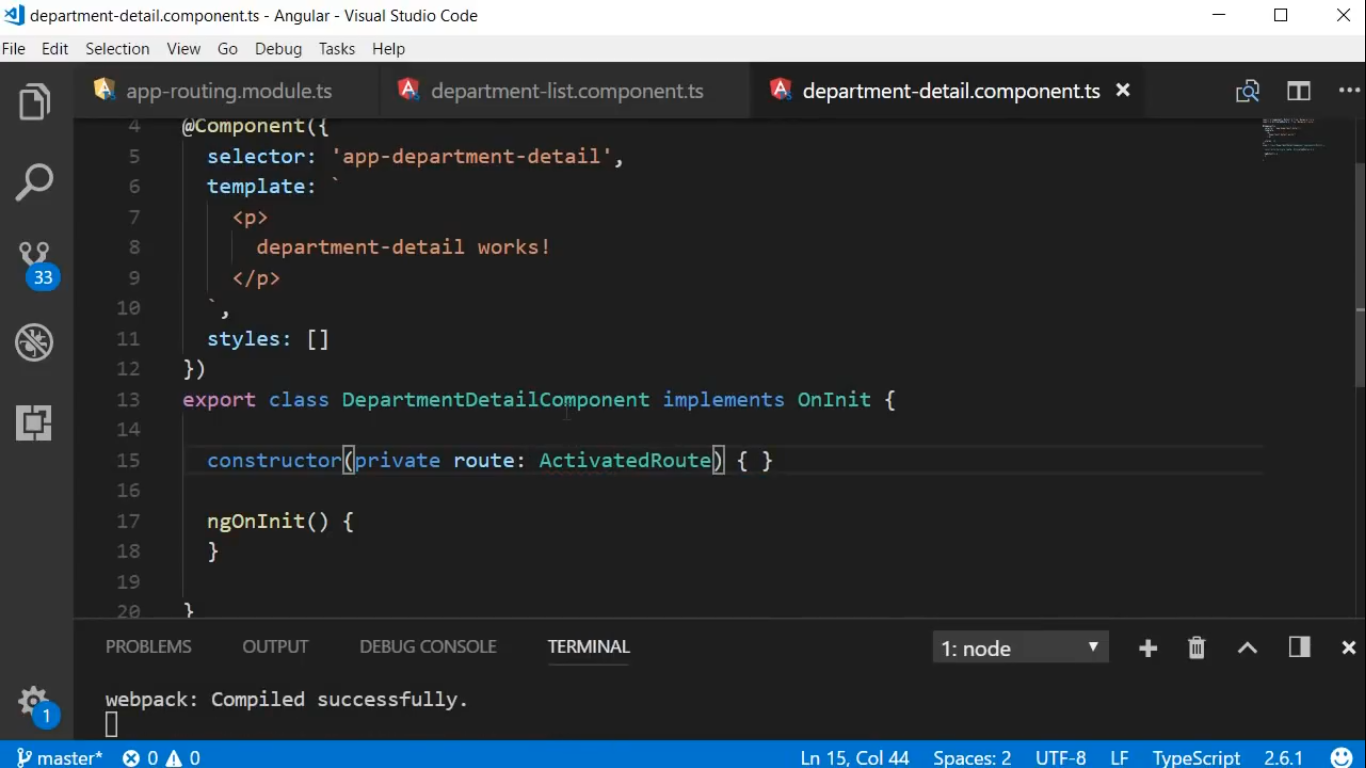 department-detail.component.ts - Angular - Visual Studio Code
File Edit Selection View Go Debug Tasks Help
app-routing.module.ts department-list.component.ts department-detail.component.ts
4 @Component({
5 selector: 'app-department-detail',
6 template: `
7 <p>
8 department-detail works!
9 </p>
10 `,
11 styles: []
12 })
13 export class DepartmentDetailComponent implements OnInit {
14
15 constructor(private route: ActivatedRoute) { }
16
17 ngOnInit() {
18 }
19
20 }
33
PROBLEMS OUTPUT DEBUG CONSOLE TERMINAL 1: node
webpack: Compiled successfully.
1
master* 0 0 Ln 15, Col 44 Spaces: 2 UTF-8 LF TypeScript 2.6.1